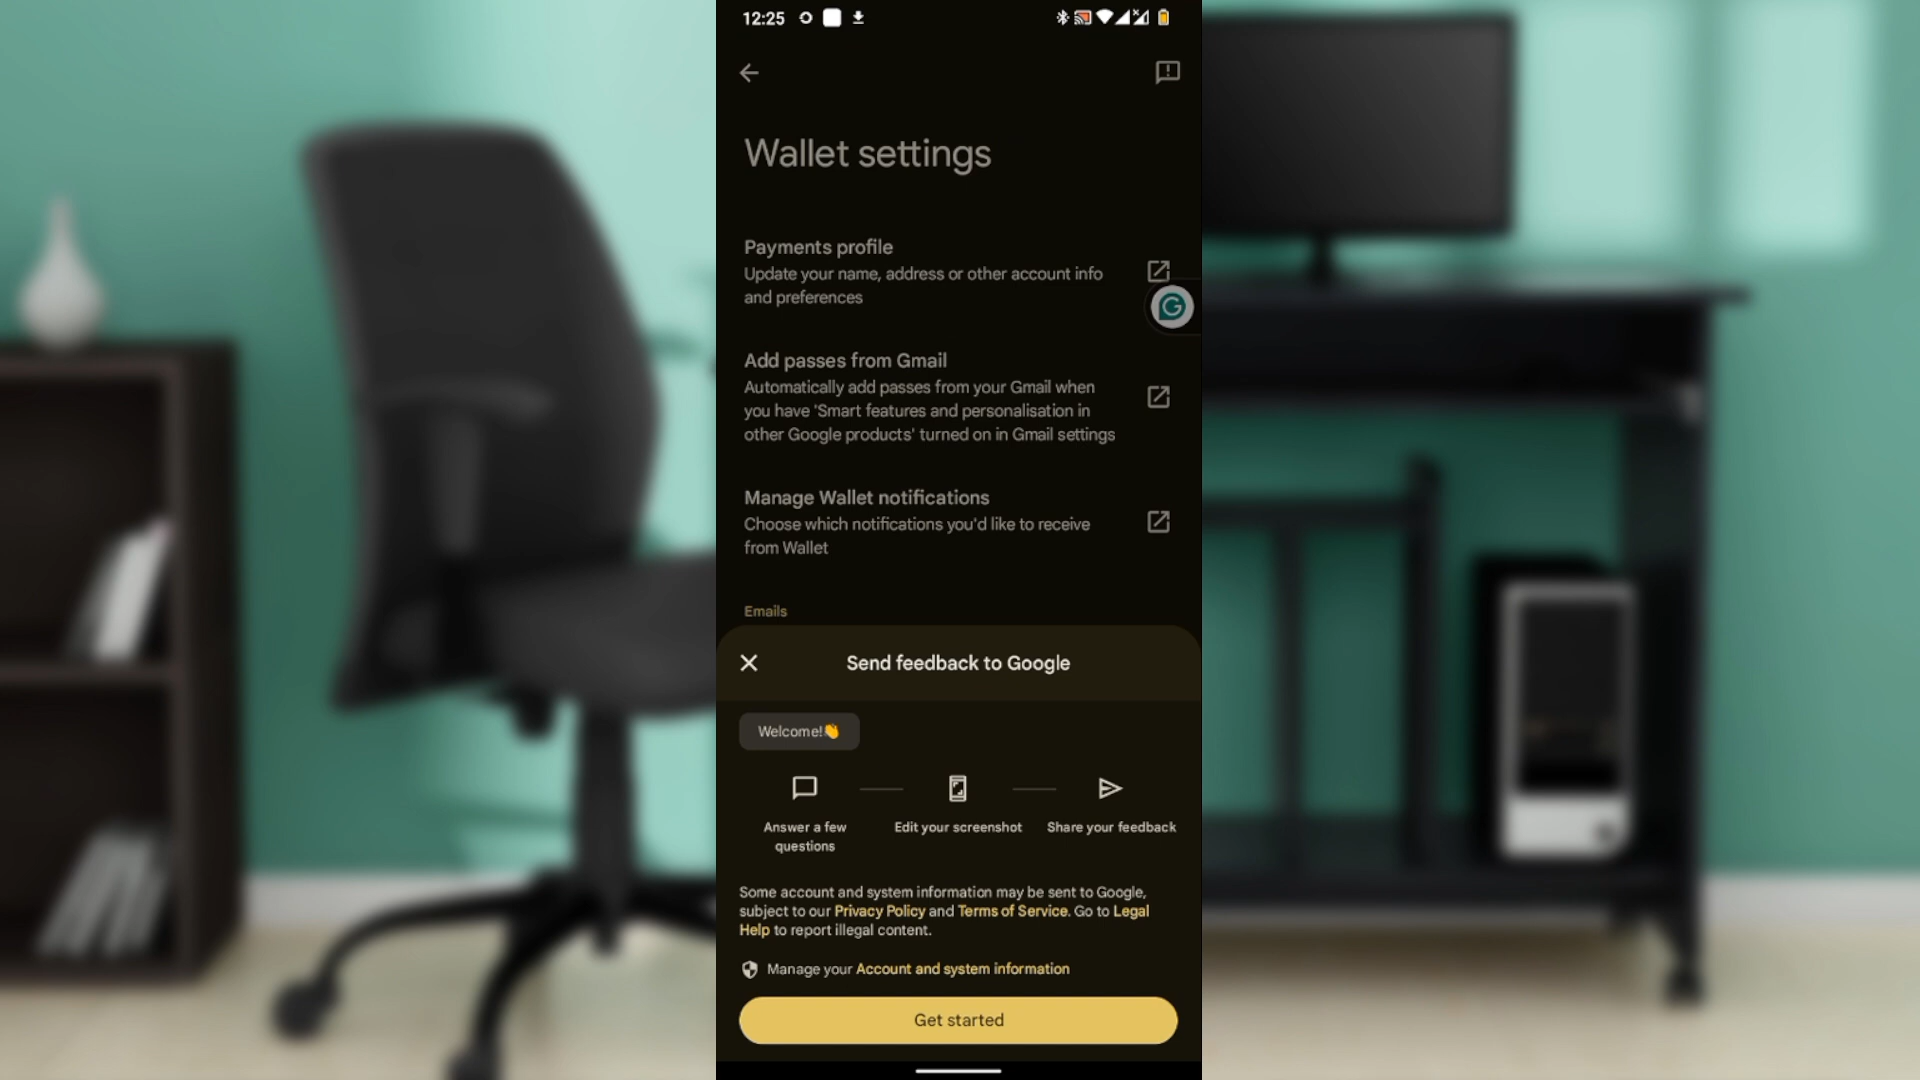 12:25
Wallet settings
Payments profile
Update your name, address or other account info
and preferences
Add passes from Gmail
Automatically add passes from your Gmail when
you have 'Smart features and personalisation in
other Google products' turned on in Gmail settings
Manage Wallet notifications
Choose which notifications you'd like to receive
from Wallet
Emails
Send feedback to Google
Welcome!👏
Answer a few
questions
Edit your screenshot
Share your feedback
Some account and system information may be sent to Google,
subject to our Privacy Policy and Terms of Service. Go to Legal
Help to report illegal content.
Manage your Account and system information
Get started